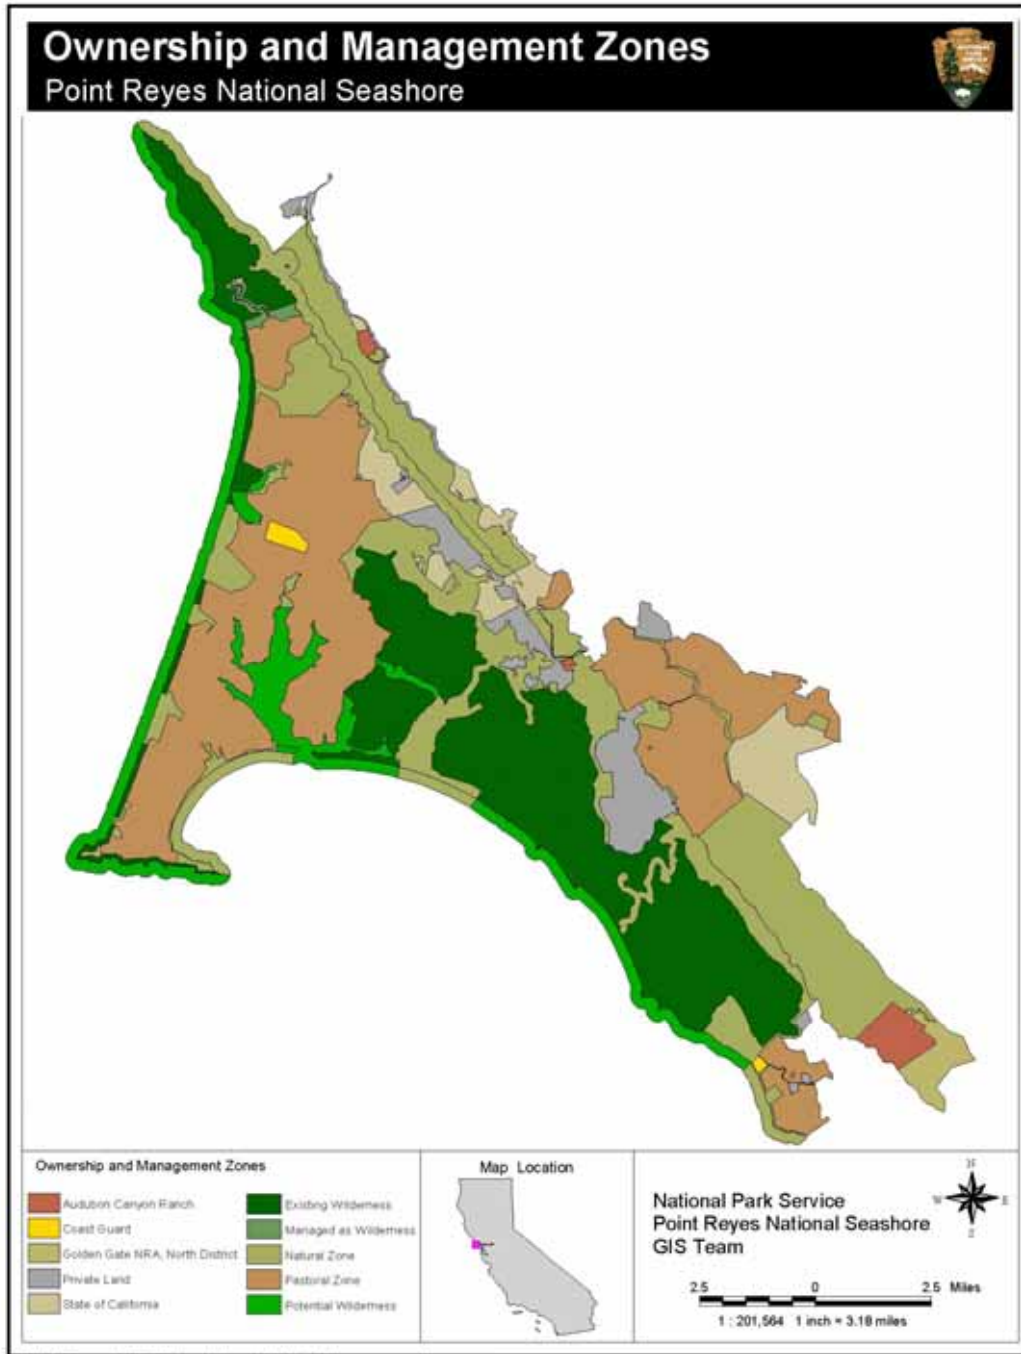 Ownership and Management Zones
Point Reyes National Seashore
Ownership and Management Zones
Audubon Canyon Ranch
Coast Guard
Golden Gate NRA, North District
Private Land
State of California
Existing Wilderness
Managed as Wilderness
Natural Zone
Pastoral Zone
Potential Wilderness
Map Location
National Park Service
Point Reyes National Seashore
GIS Team
N
W E
S
2.5 0 2.5 Miles
1 : 201,564 1 inch = 3.18 miles